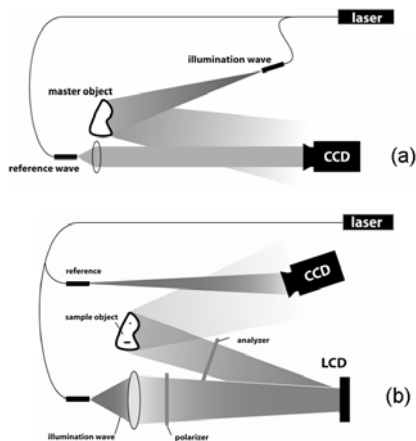 laser
illumination wave
master object
CCD
(a)
reference wave
laser
reference
CCD
sample object
analyzer
LCD
(b)
illumination wave
polarizer